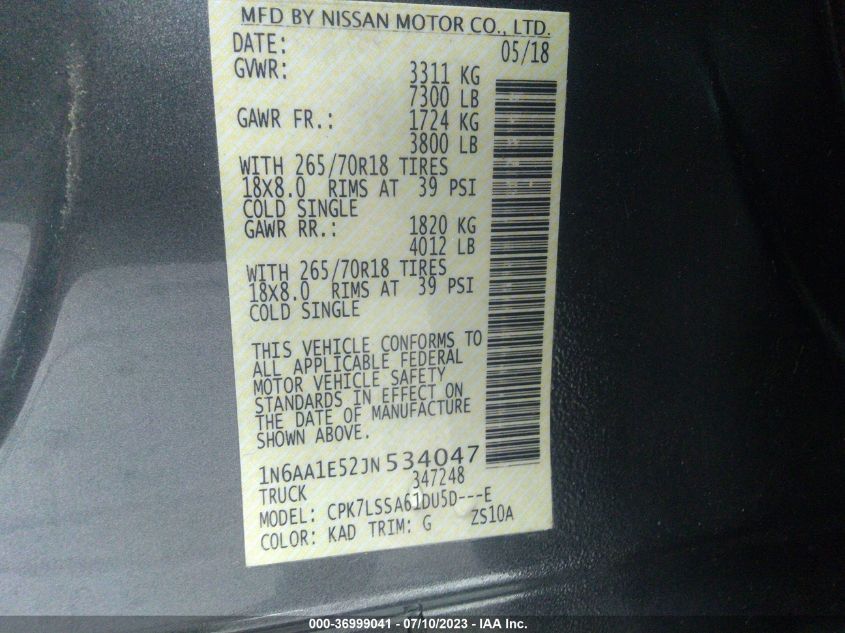 MFD BY NISSAN MOTOR CO., LTD.
DATE: 05/18
GVWR: 3311 KG
7300 LB
GAWR FR.: 1724 KG
3800 LB
WITH 265/70R18 TIRES
18X8.0 RIMS AT 39 PSI
COLD SINGLE
GAWR RR.: 1820 KG
4012 LB
WITH 265/70R18 TIRES
18X8.0 RIMS AT 39 PSI
COLD SINGLE
THIS VEHICLE CONFORMS TO
ALL APPLICABLE FEDERAL
MOTOR VEHICLE SAFETY
STANDARDS IN EFFECT ON
THE DATE OF MANUFACTURE
SHOWN ABOVE.
1N6AA1E52JN534047
TRUCK 347248
MODEL: CPK7LSSA61DU5D---E
COLOR: KAD TRIM: G ZS10A
000-36999041 - 07/10/2023 - IAA Inc.